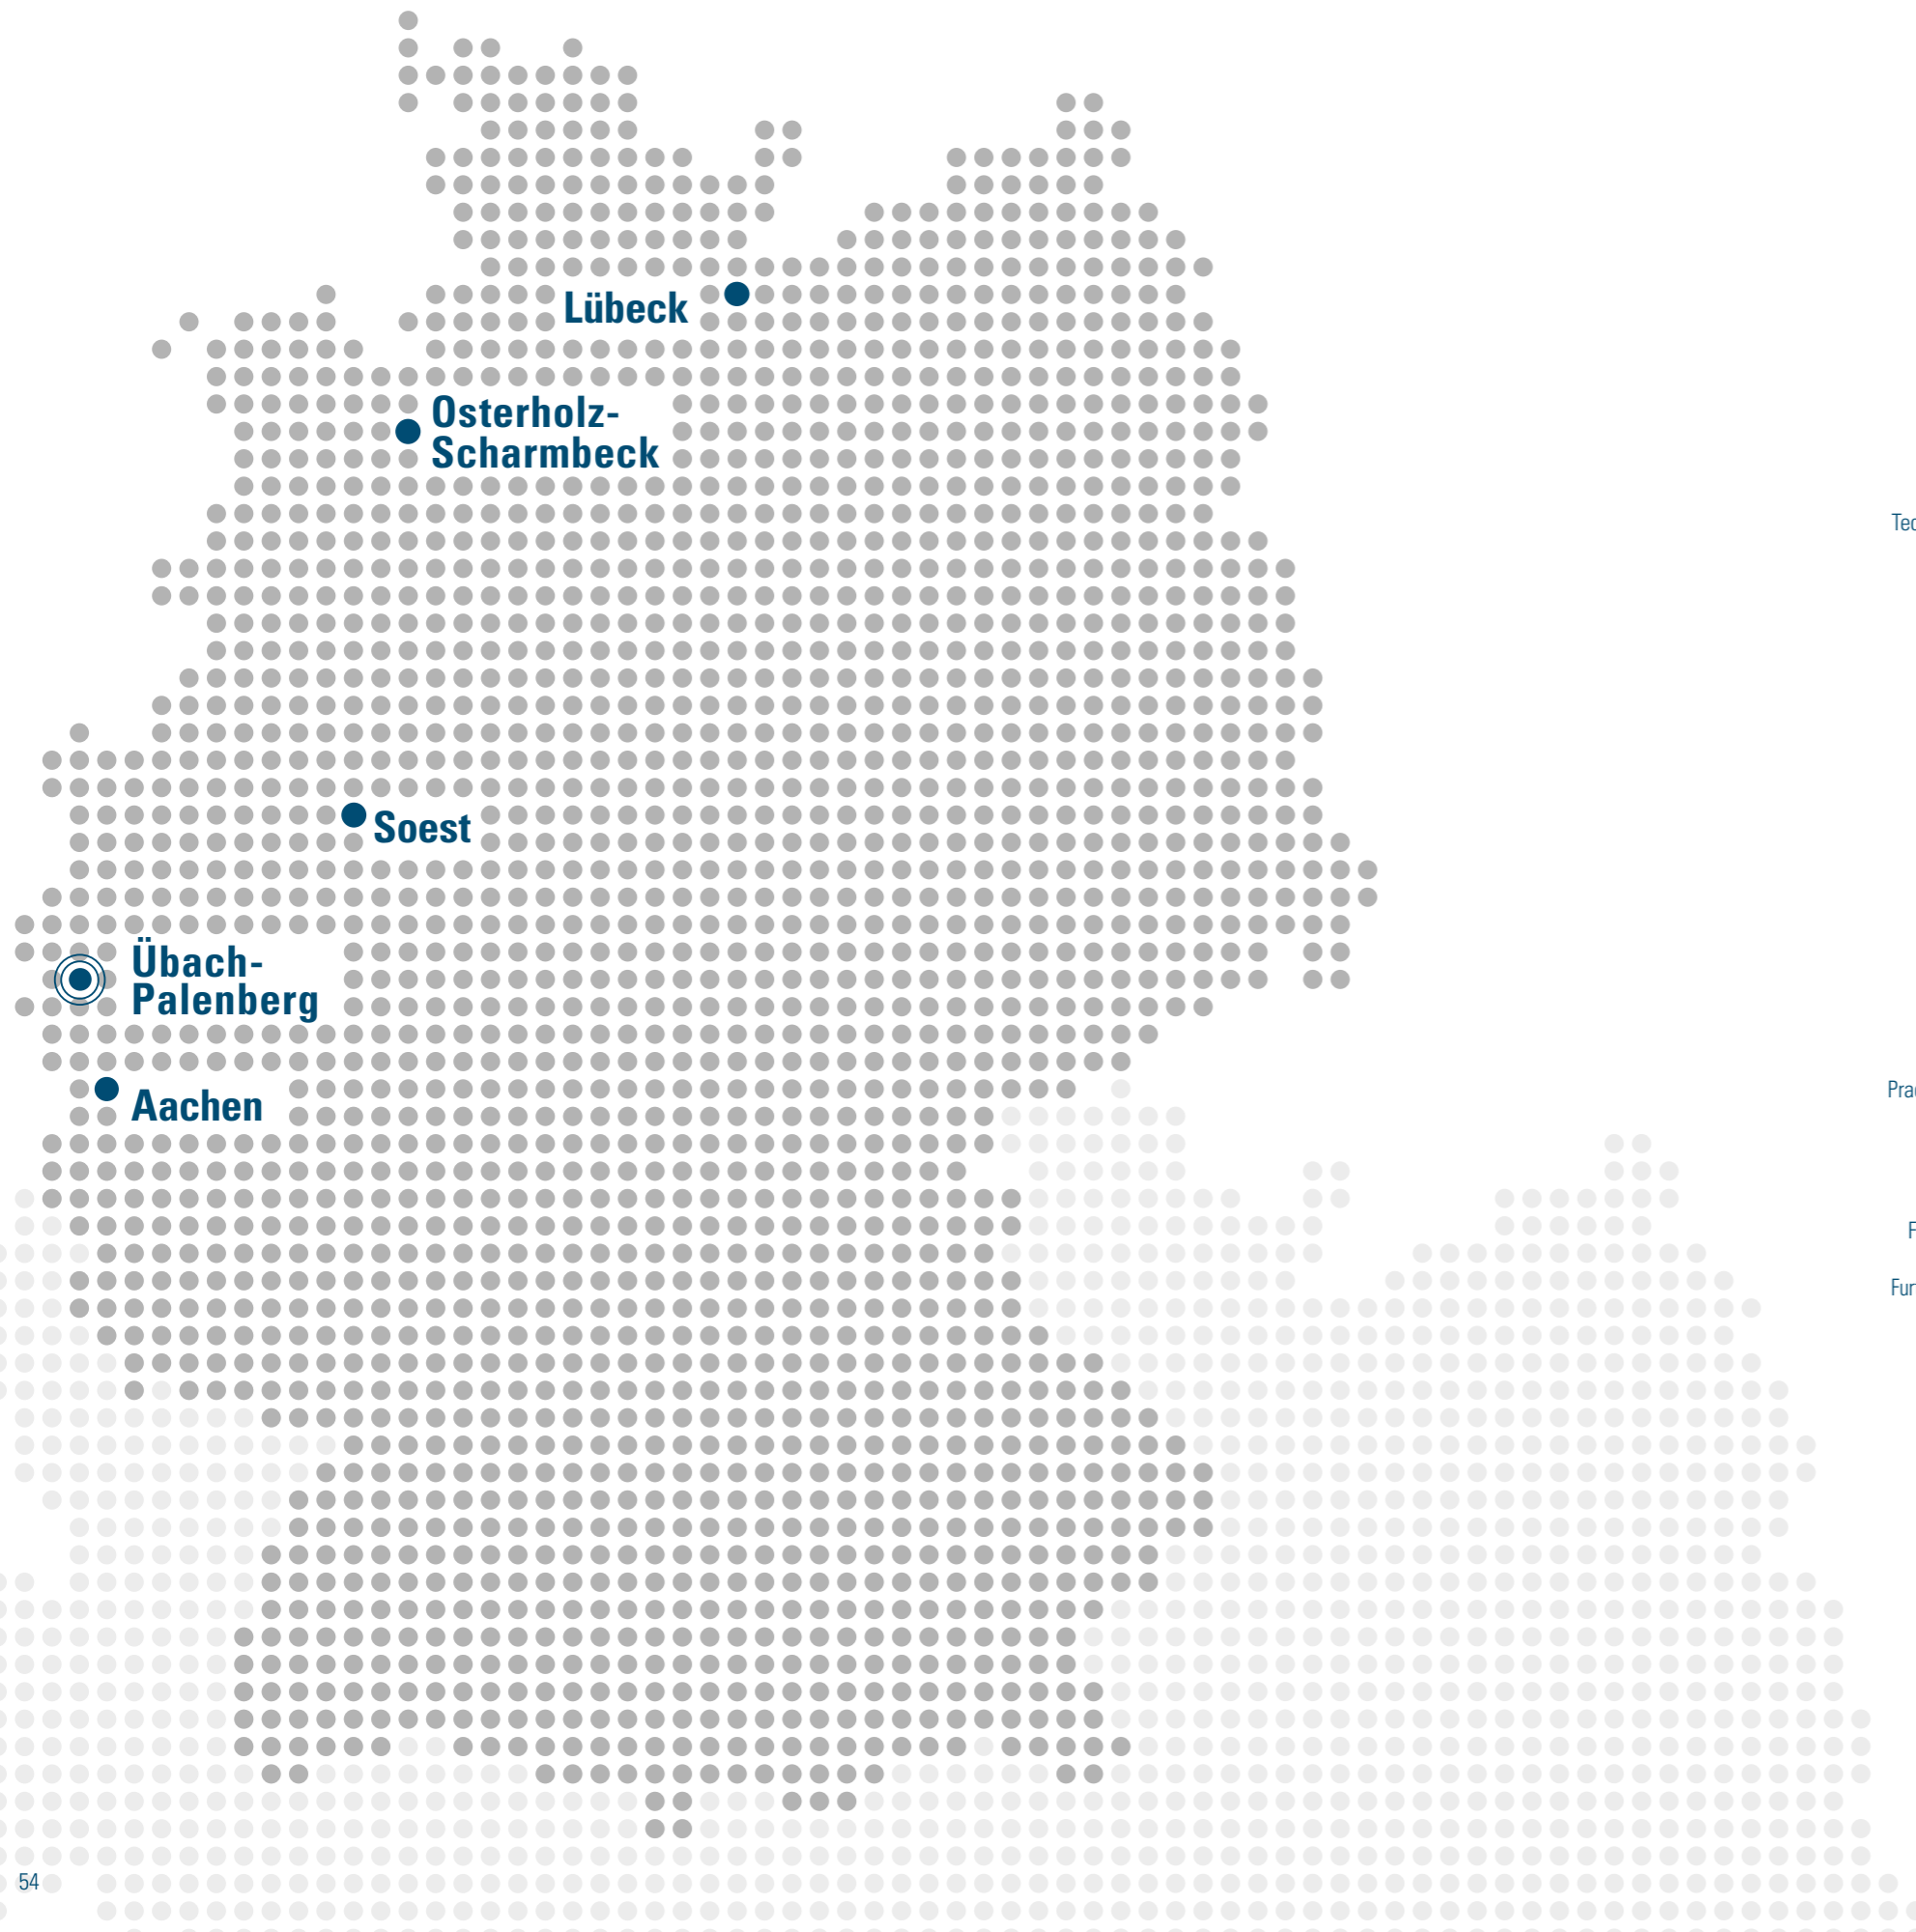 Lübeck
Osterholz-
Scharmbeck
Soest
Übach-
Palenberg
Aachen
54